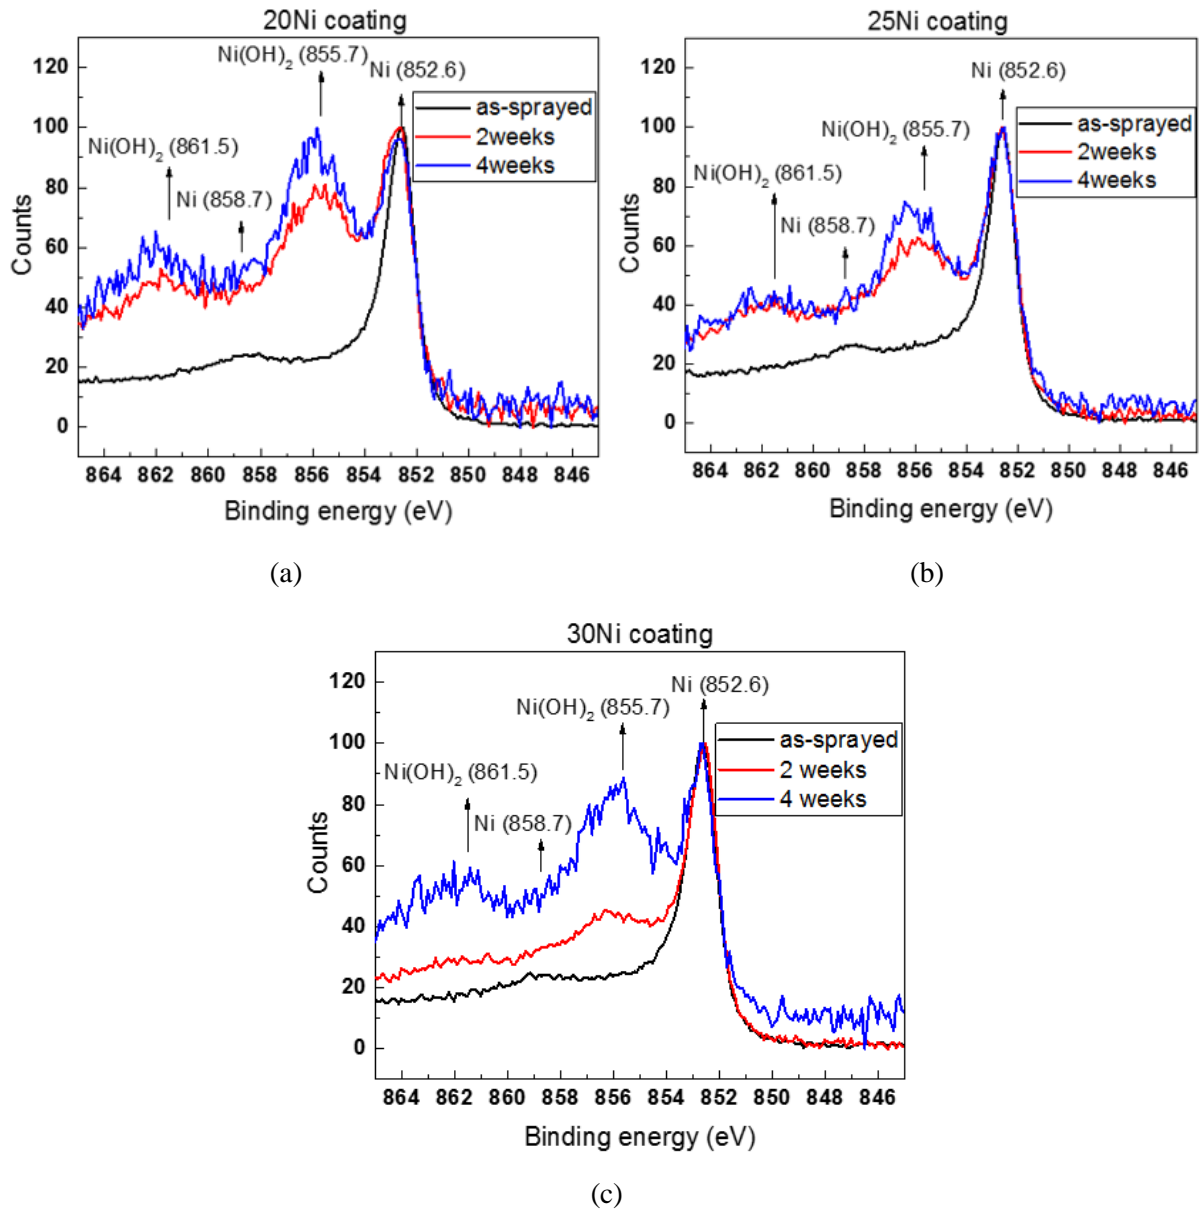 20Ni coating
Ni(OH)2 (855.7)
Ni (852.6)
Ni(OH)2 (861.5)
Ni (858.7)
as-sprayed
2weeks
4weeks
120
100
80
60
40
20
0
Counts
864 862 860 858 856 854 852 850 848 846
Binding energy (eV)
(a)
25Ni coating
Ni (852.6)
Ni(OH)2 (855.7)
Ni(OH)2 (861.5)
Ni (858.7)
as-sprayed
2weeks
4weeks
120
100
80
60
40
20
0
Counts
864 862 860 858 856 854 852 850 848 846
Binding energy (eV)
(b)
30Ni coating
Ni (852.6)
Ni(OH)2 (855.7)
Ni(OH)2 (861.5)
Ni (858.7)
as-sprayed
2 weeks
4 weeks
120
100
80
60
40
20
0
Counts
864 862 860 858 856 854 852 850 848 846
Binding energy (eV)
(c)